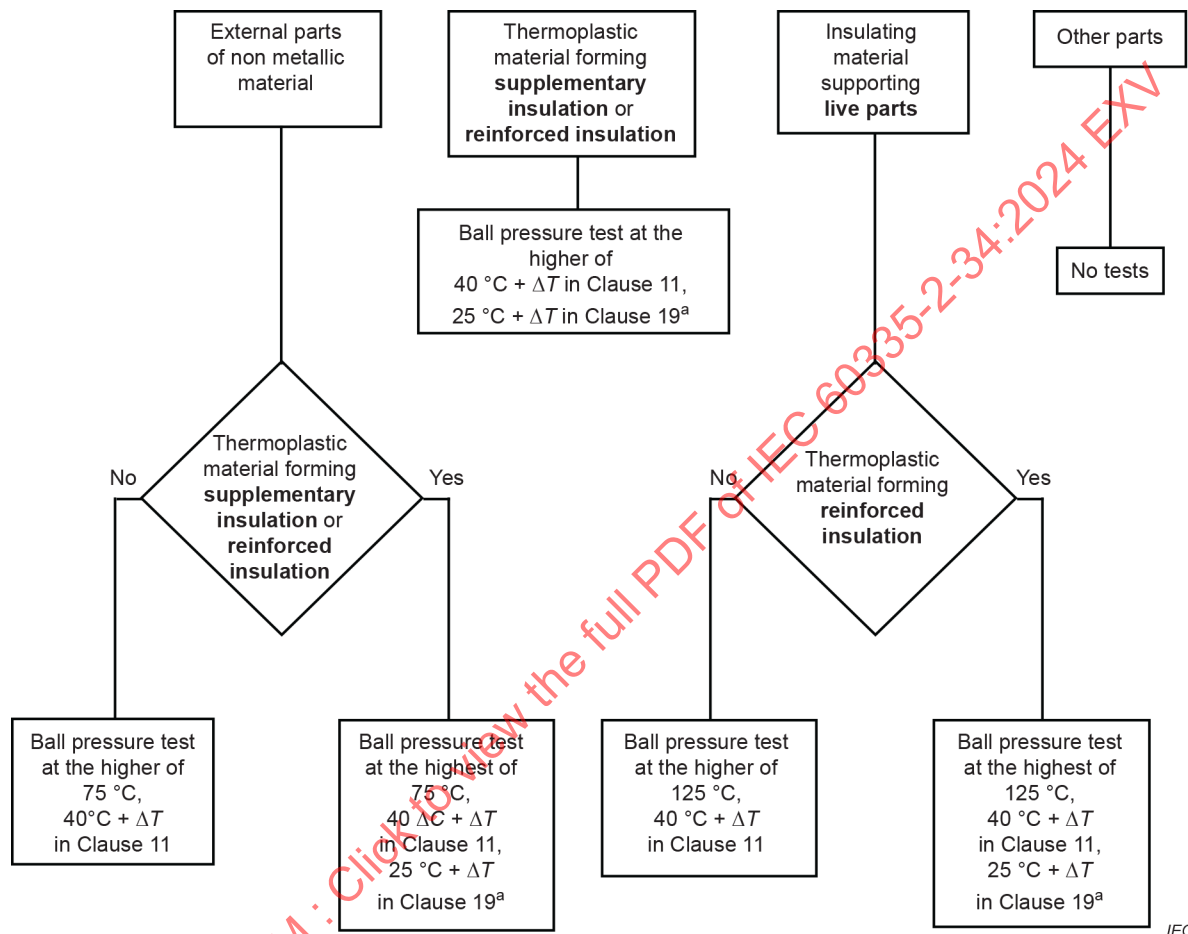 External parts
of non metallic
material
Thermoplastic
material forming
supplementary
insulation or
reinforced insulation
Insulating
material
supporting
live parts
Other parts
Ball pressure test at the
higher of
40 °C + ΔT in Clause 11,
25 °C + ΔT in Clause 19a
No tests
No
Thermoplastic
material forming
supplementary
insulation or
reinforced
insulation
Yes
No
Thermoplastic
material forming
reinforced
insulation
Yes
Ball pressure test
at the higher of
75 °C,
40°C + ΔT
in Clause 11
Ball pressure test
at the highest of
75 °C,
40 ΔC + ΔT
in Clause 11,
25 °C + ΔT
in Clause 19a
Ball pressure test
at the higher of
125 °C,
40 °C + ΔT
in Clause 11
Ball pressure test
at the highest of
125 °C,
40 °C + ΔT
in Clause 11,
25 °C + ΔT
in Clause 19a
IEC
: Click to view the full PDF of IEC 60335-2-34:2024 EXV